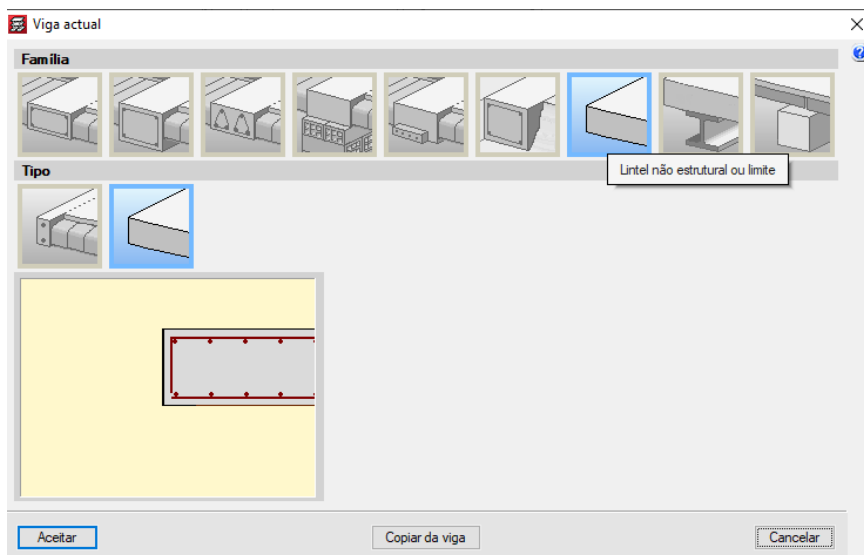 Viga actual
Família
Tipo
Lintel não estrutural ou limite
Aceitar
Copiar da viga
Cancelar